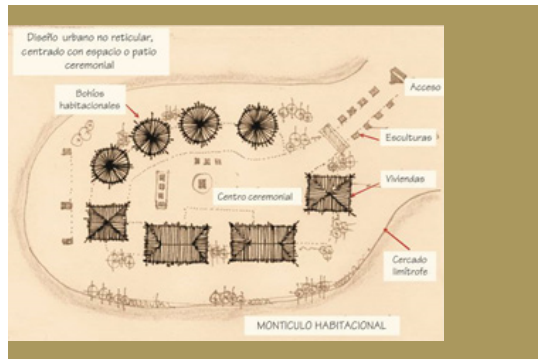 Diseño urbano no reticular,
centrado con espacio o patio
ceremonial
Bohíos
habitacionales
Acceso
Esculturas
Viviendas
Centro ceremonial
Cercado
limítrofe
MONTICULO HABITACIONAL